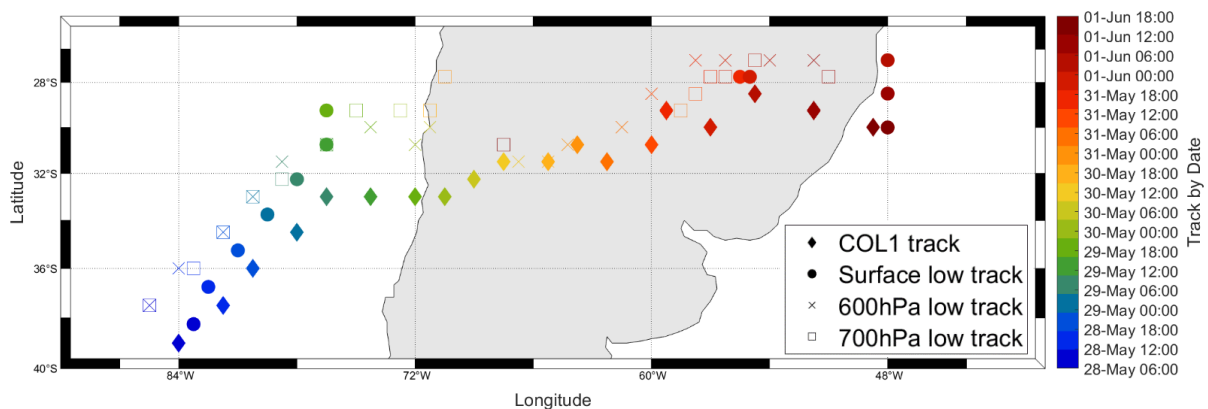 28°S
32°S
36°S
40°S
Latitude
84°W
72°W
60°W
48°W
Longitude
COL1 track
Surface low track
600hPa low track
700hPa low track
01-Jun 18:00
01-Jun 12:00
01-Jun 06:00
01-Jun 00:00
31-May 18:00
31-May 12:00
31-May 06:00
31-May 00:00
30-May 18:00
30-May 12:00
30-May 06:00
30-May 00:00
29-May 18:00
29-May 12:00
29-May 06:00
29-May 00:00
28-May 18:00
28-May 12:00
28-May 06:00
Track by Date